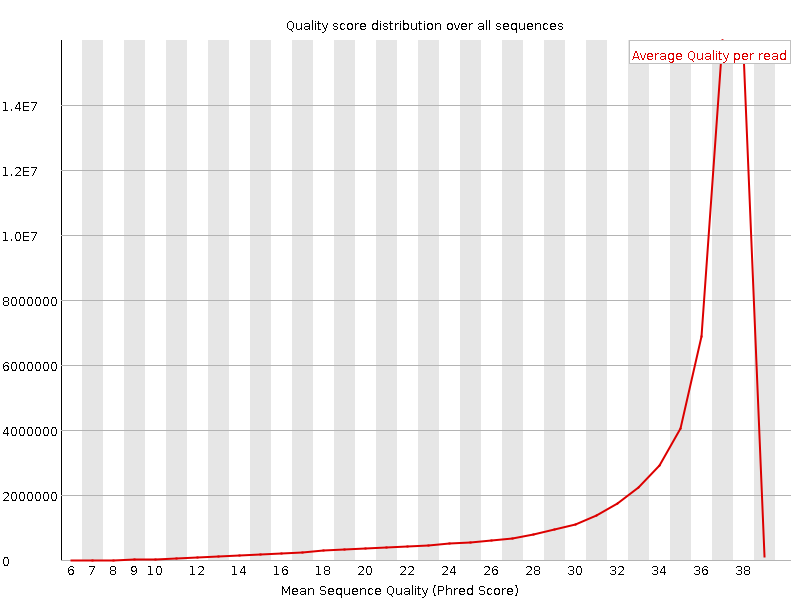 Quality score distribution over all sequences
Average Quality per read
1.4E7
1.2E7
1.0E7
8000000
6000000
4000000
2000000
0
6 7 8 9 10 12 14 16 18 20 22 24 26 28 30 32 34 36 38
Mean Sequence Quality (Phred Score)